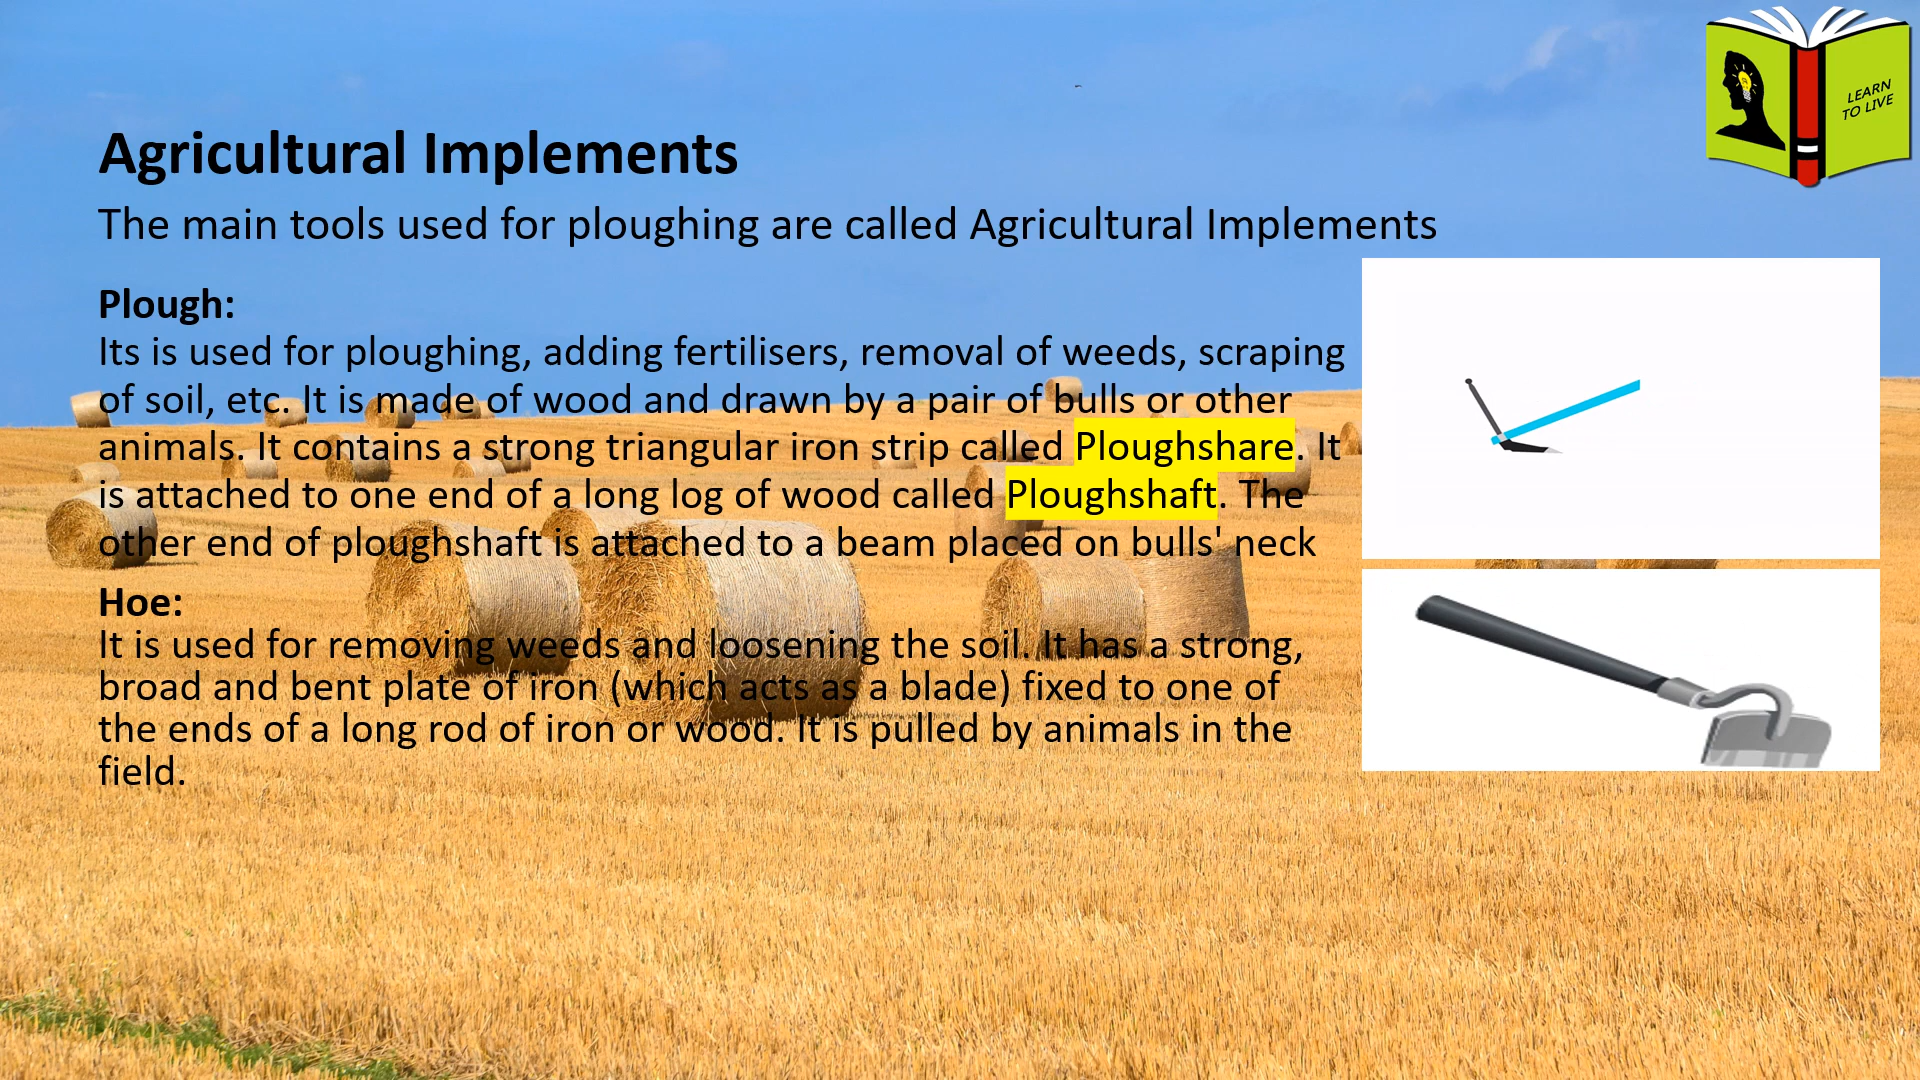 LEARN
TO LIVE
Agricultural Implements
The main tools used for ploughing are called Agricultural Implements
Plough:
Its is used for ploughing, adding fertilisers, removal of weeds, scraping
of soil, etc. It is made of wood and drawn by a pair of bulls or other
animals. It contains a strong triangular iron strip called Ploughshare. It
is attached to one end of a long log of wood called Ploughshaft. The
other end of ploughshaft is attached to a beam placed on bulls' neck
Hoe:
It is used for removing weeds and loosening the soil. It has a strong,
broad and bent plate of iron (which acts as a blade) fixed to one of
the ends of a long rod of iron or wood. It is pulled by animals in the
field.